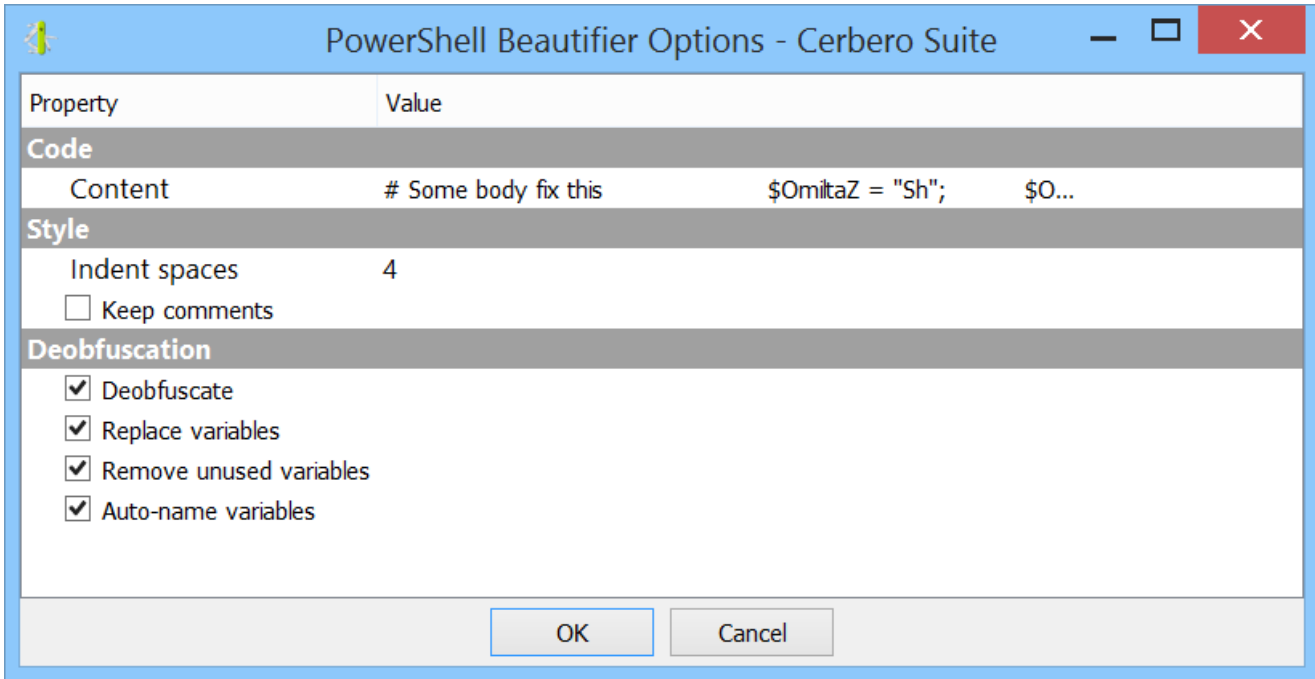 PowerShell Beautifier Options - Cerbero Suite
Property Value
Code
Content # Some body fix this $OmiltaZ = "Sh"; $O...
Style
Indent spaces 4
Keep comments
Deobfuscation
Deobfuscate
Replace variables
Remove unused variables
Auto-name variables
OK Cancel